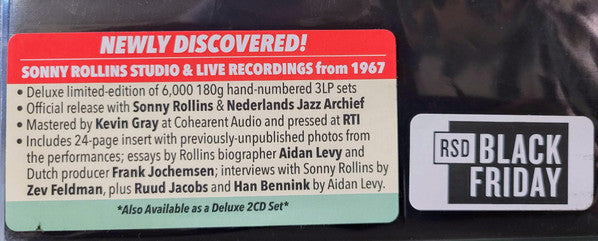 NEWLY DISCOVERED!
SONNY ROLLINS STUDIO & LIVE RECORDINGS from 1967
• Deluxe limited-edition of 6,000 180g hand-numbered 3LP sets
• Official release with Sonny Rollins & Nederlands Jazz Archief
• Mastered by Kevin Gray at Cohearent Audio and pressed at RTI
• Includes 24-page insert with previously-unpublished photos from
the performances; essays by Rollins biographer Aidan Levy and
Dutch producer Frank Jochemsen; interviews with Sonny Rollins by
Zev Feldman, plus Ruud Jacobs and Han Bennink by Aidan Levy.
*Also Available as a Deluxe 2CD Set*
RSD BLACK
FRIDAY